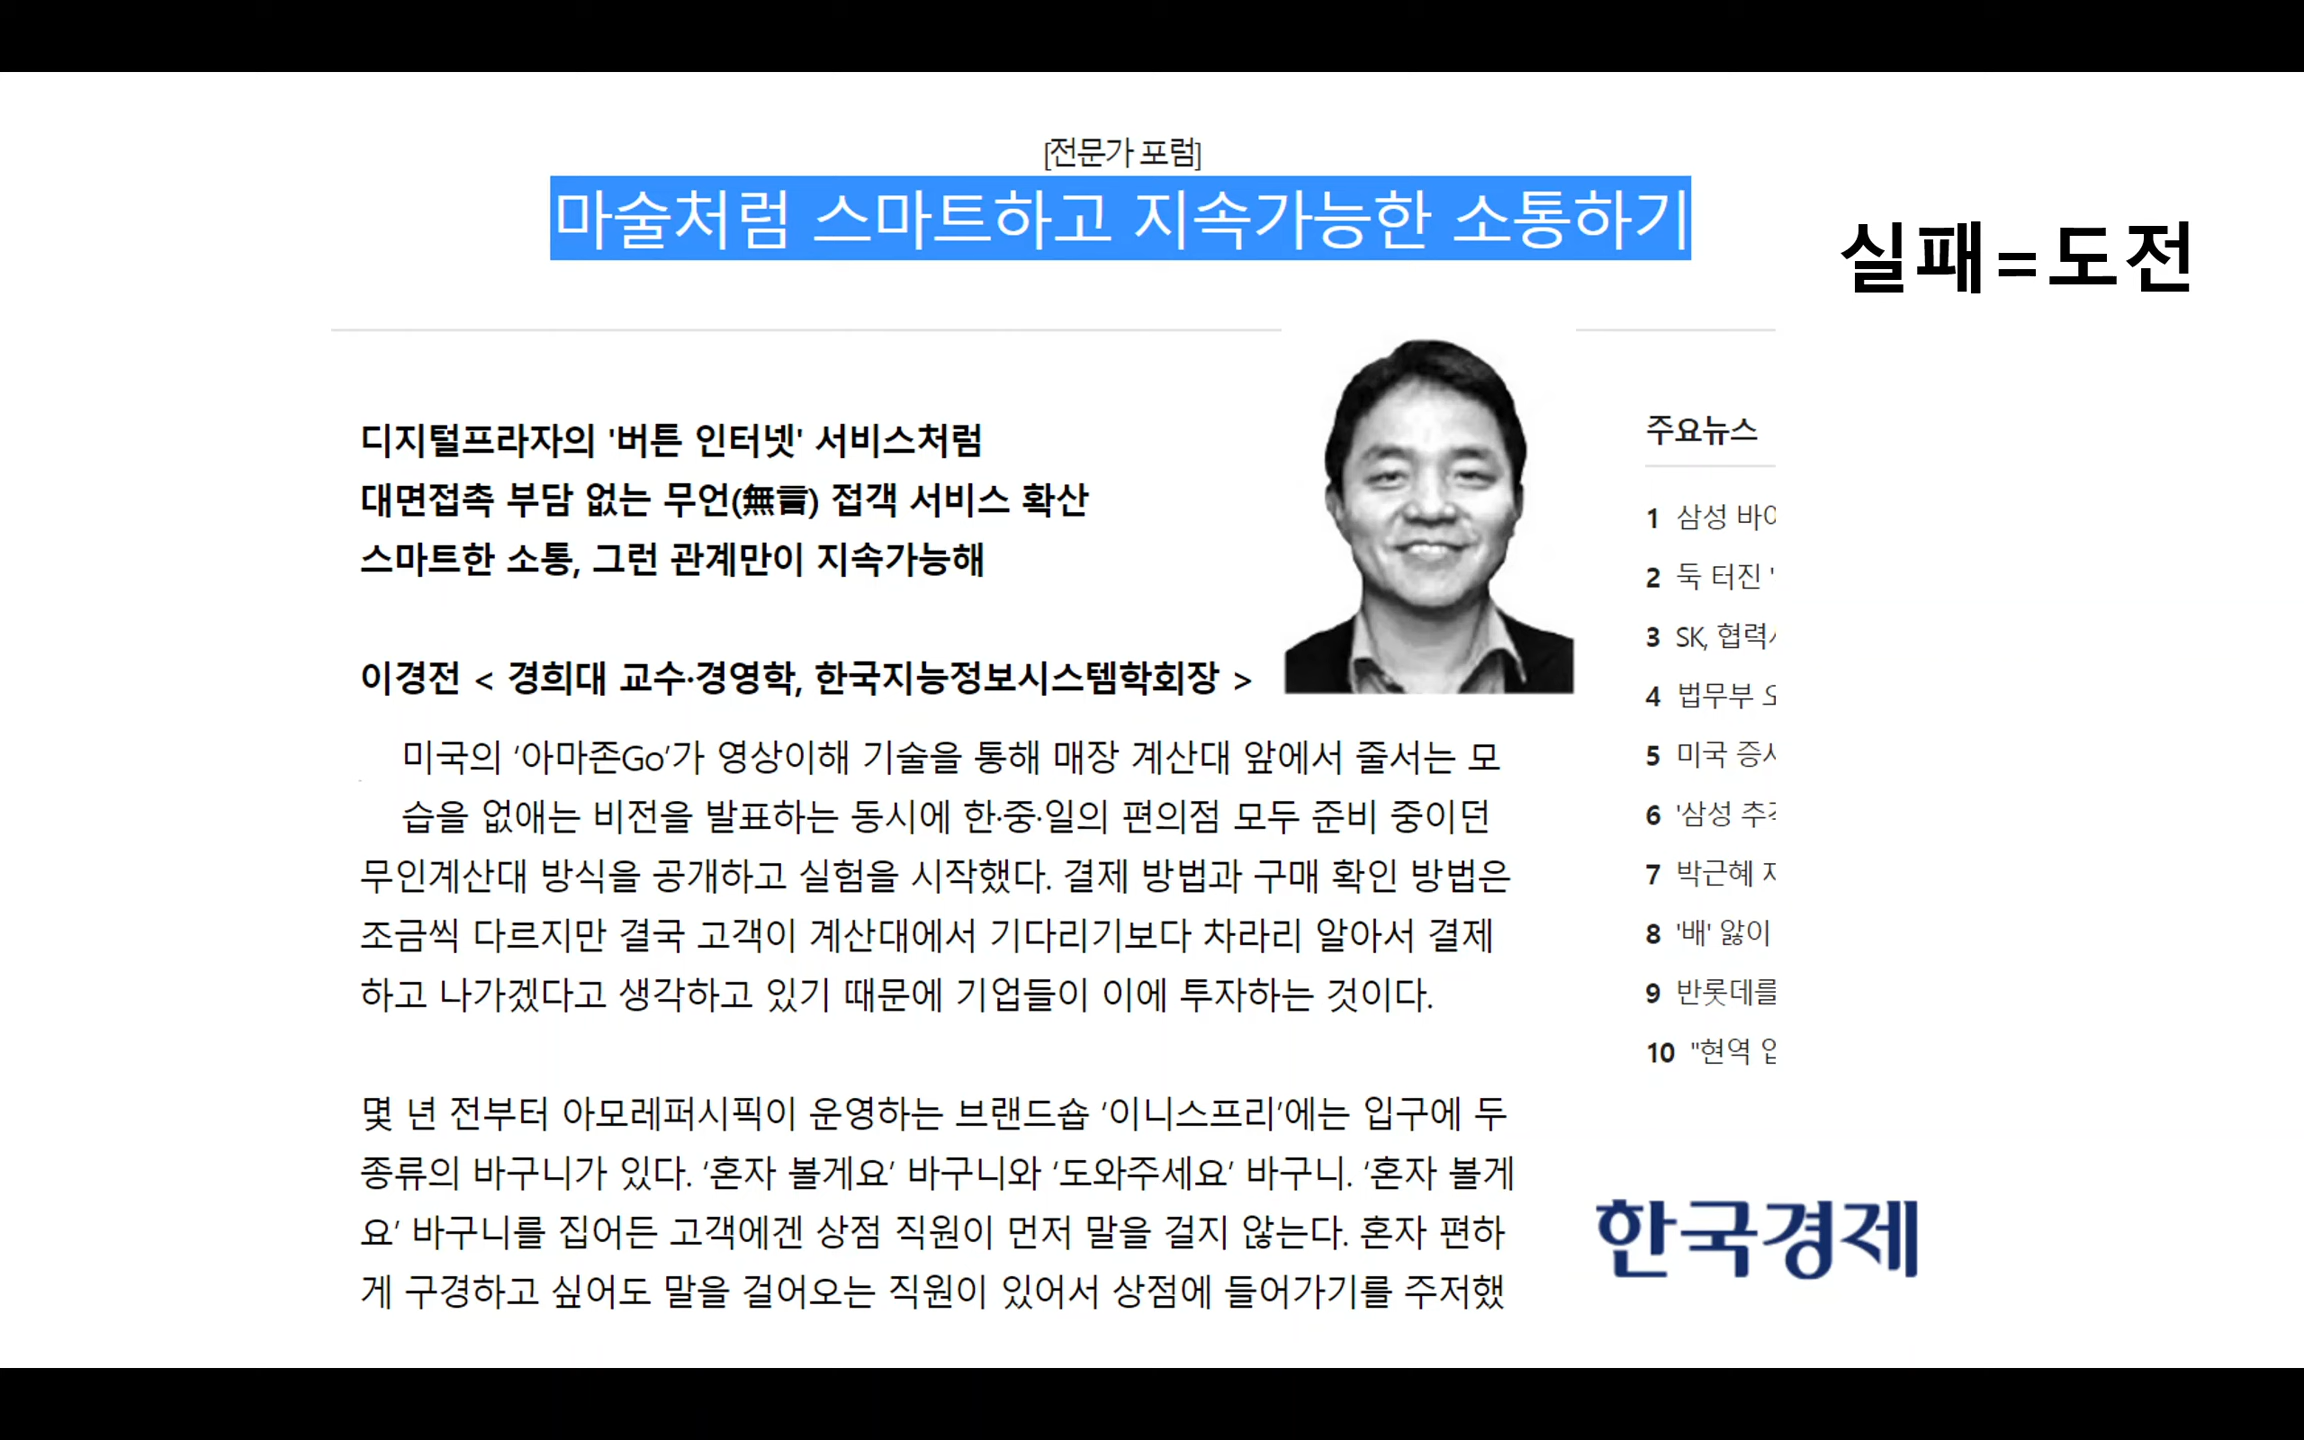 [전문가 포럼]
마술처럼 스마트하고 지속가능한 소통하기
실패=도전
디지털프라자의 '버튼 인터넷' 서비스처럼
대면접촉 부담 없는 무언(無言) 접객 서비스 확산
스마트한 소통, 그런 관계만이 지속가능해
이경전 < 경희대 교수·경영학, 한국지능정보시스템학회장 >
미국의 ‘아마존Go’가 영상이해 기술을 통해 매장 계산대 앞에서 줄서는 모
습을 없애는 비전을 발표하는 동시에 한·중·일의 편의점 모두 준비 중이던
무인계산대 방식을 공개하고 실험을 시작했다. 결제 방법과 구매 확인 방법은
조금씩 다르지만 결국 고객이 계산대에서 기다리기보다 차라리 알아서 결제
하고 나가겠다고 생각하고 있기 때문에 기업들이 이에 투자하는 것이다.
몇 년 전부터 아모레퍼시픽이 운영하는 브랜드숍 ‘이니스프리’에는 입구에 두
종류의 바구니가 있다. ‘혼자 볼게요’ 바구니와 ‘도와주세요’ 바구니. ‘혼자 볼게
요’ 바구니를 집어든 고객에겐 상점 직원이 먼저 말을 걸지 않는다. 혼자 편하
게 구경하고 싶어도 말을 걸어오는 직원이 있어서 상점에 들어가기를 주저했
주요뉴스
1 삼성
2 둑 터진 '
3 SK,
4 법무부
5 미국
6 '삼성
7 박근혜
8 '배' 앓이
9 반롯데를
10 "현역
한국경제